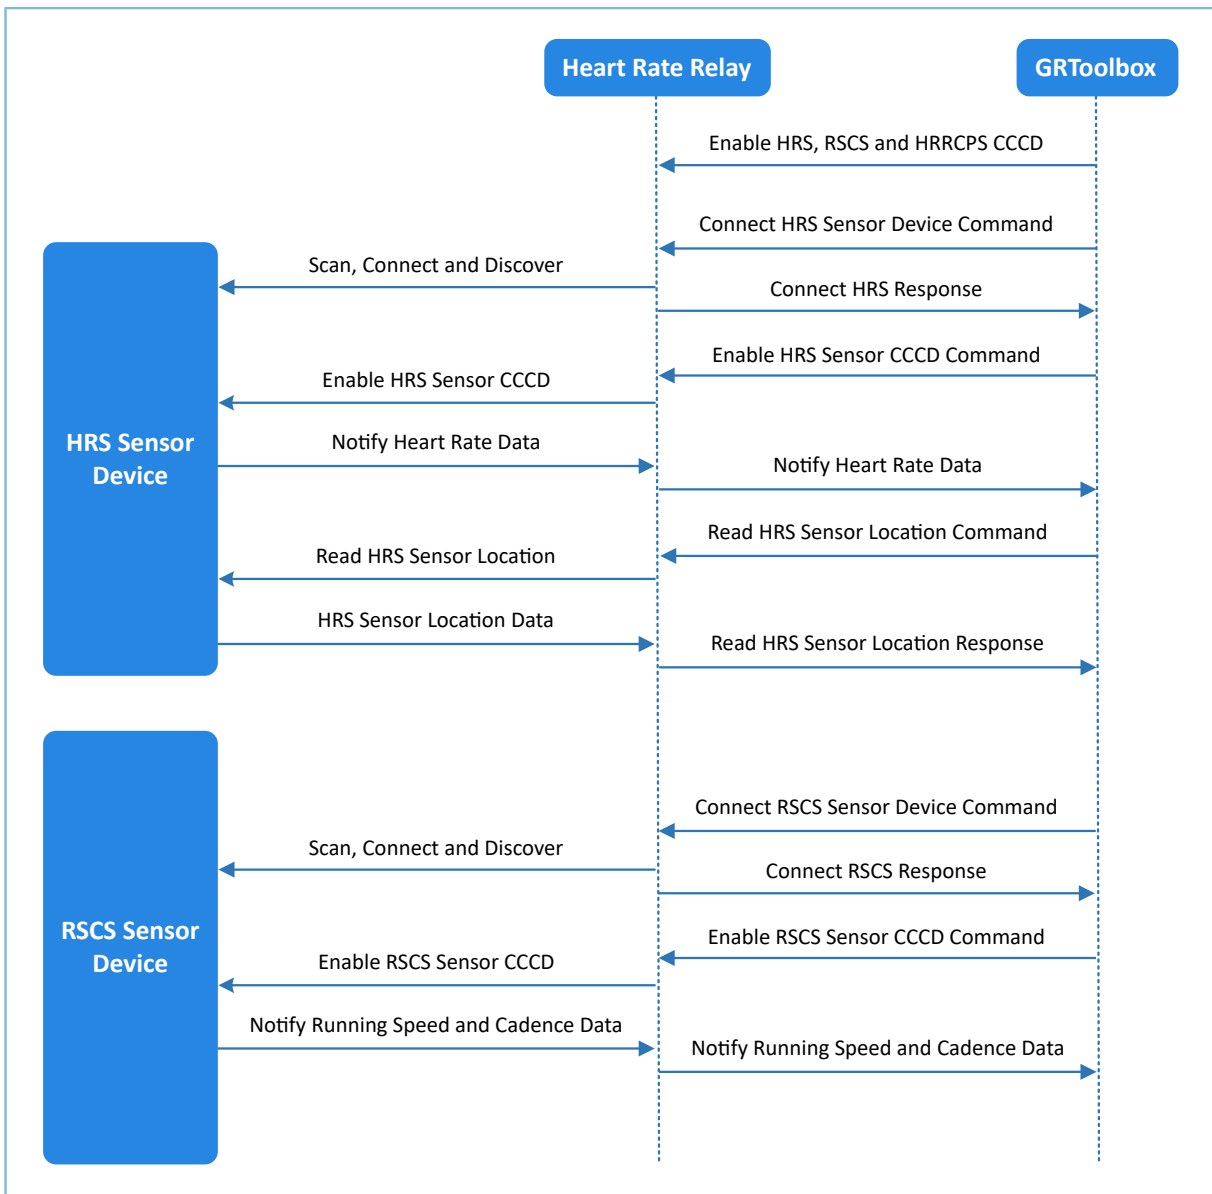 Heart Rate Relay
GRToolbox
Enable HRS, RSCS and HRRCPS CCCD
Connect HRS Sensor Device Command
Scan, Connect and Discover
Connect HRS Response
Enable HRS Sensor CCCD Command
Enable HRS Sensor CCCD
HRS Sensor
Device
Notify Heart Rate Data
Notify Heart Rate Data
Read HRS Sensor Location Command
Read HRS Sensor Location
HRS Sensor Location Data
Read HRS Sensor Location Response
Connect RSCS Sensor Device Command
Scan, Connect and Discover
Connect RSCS Response
RSCS Sensor
Device
Enable RSCS Sensor CCCD Command
Enable RSCS Sensor CCCD
Notify Running Speed and Cadence Data
Notify Running Speed and Cadence Data